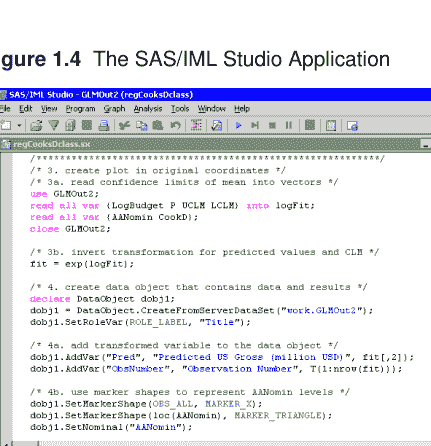 gure 1.4 The SAS/IML Studio Application
SAS/IML Studio - GLMOut2 (regCooksDclass)
File Edit View Program Graph Analysis Tools Window Help
regCooksDclass.sx
/***********************************************************/
/* 3. create plot in original coordinates */
/* 3a. read confidence limits of mean into vectors */
use GLMOut2;
read all var {LogBudget P UCLM LCLM} into logFit;
read all var {AANomin CookD};
close GLMOut2;
/* 3b. invert transformation for predicted values and CLM */
fit = exp(logFit);
/* 4. create data object that contains data and results */
declare DataObject dobj1;
dobj1 = DataObject.CreateFromServerDataSet("work.GLMOut2");
dobj1.SetRoleVar(ROLE_LABEL, "Title");
/* 4a. add transformed variable to the data object */
dobj1.AddVar("Pred", "Predicted US Gross (million USD)", fit[,2]);
dobj1.AddVar("ObsNumber", "Observation Number", T(1:nrow(fit)));
/* 4b. use marker shapes to represent AANomin levels */
dobj1.SetMarkerShape(OBS_ALL, MARKER_X);
dobj1.SetMarkerShape(loc(AANomin), MARKER_TRIANGLE);
dobj1.SetNominal("AANomin");